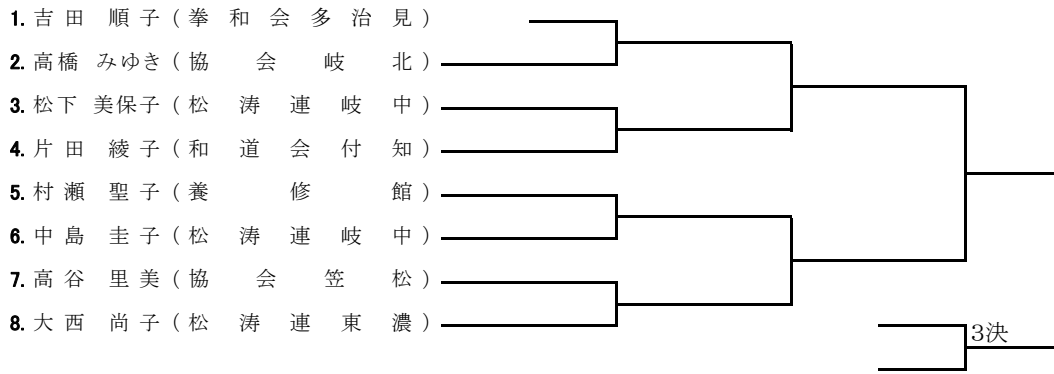 1. 吉田 順子(拳和会多治見)
2. 高橋 みゆき(協会岐北)
3. 松下 美保子(松涛連岐中)
4. 片田 綾子(和道会付知)
5. 村瀬 聖子(養修館)
6. 中島 圭子(松涛連岐中)
7. 高谷 里美(協会笠松)
8. 大西 尚子(松涛連東濃)
3決